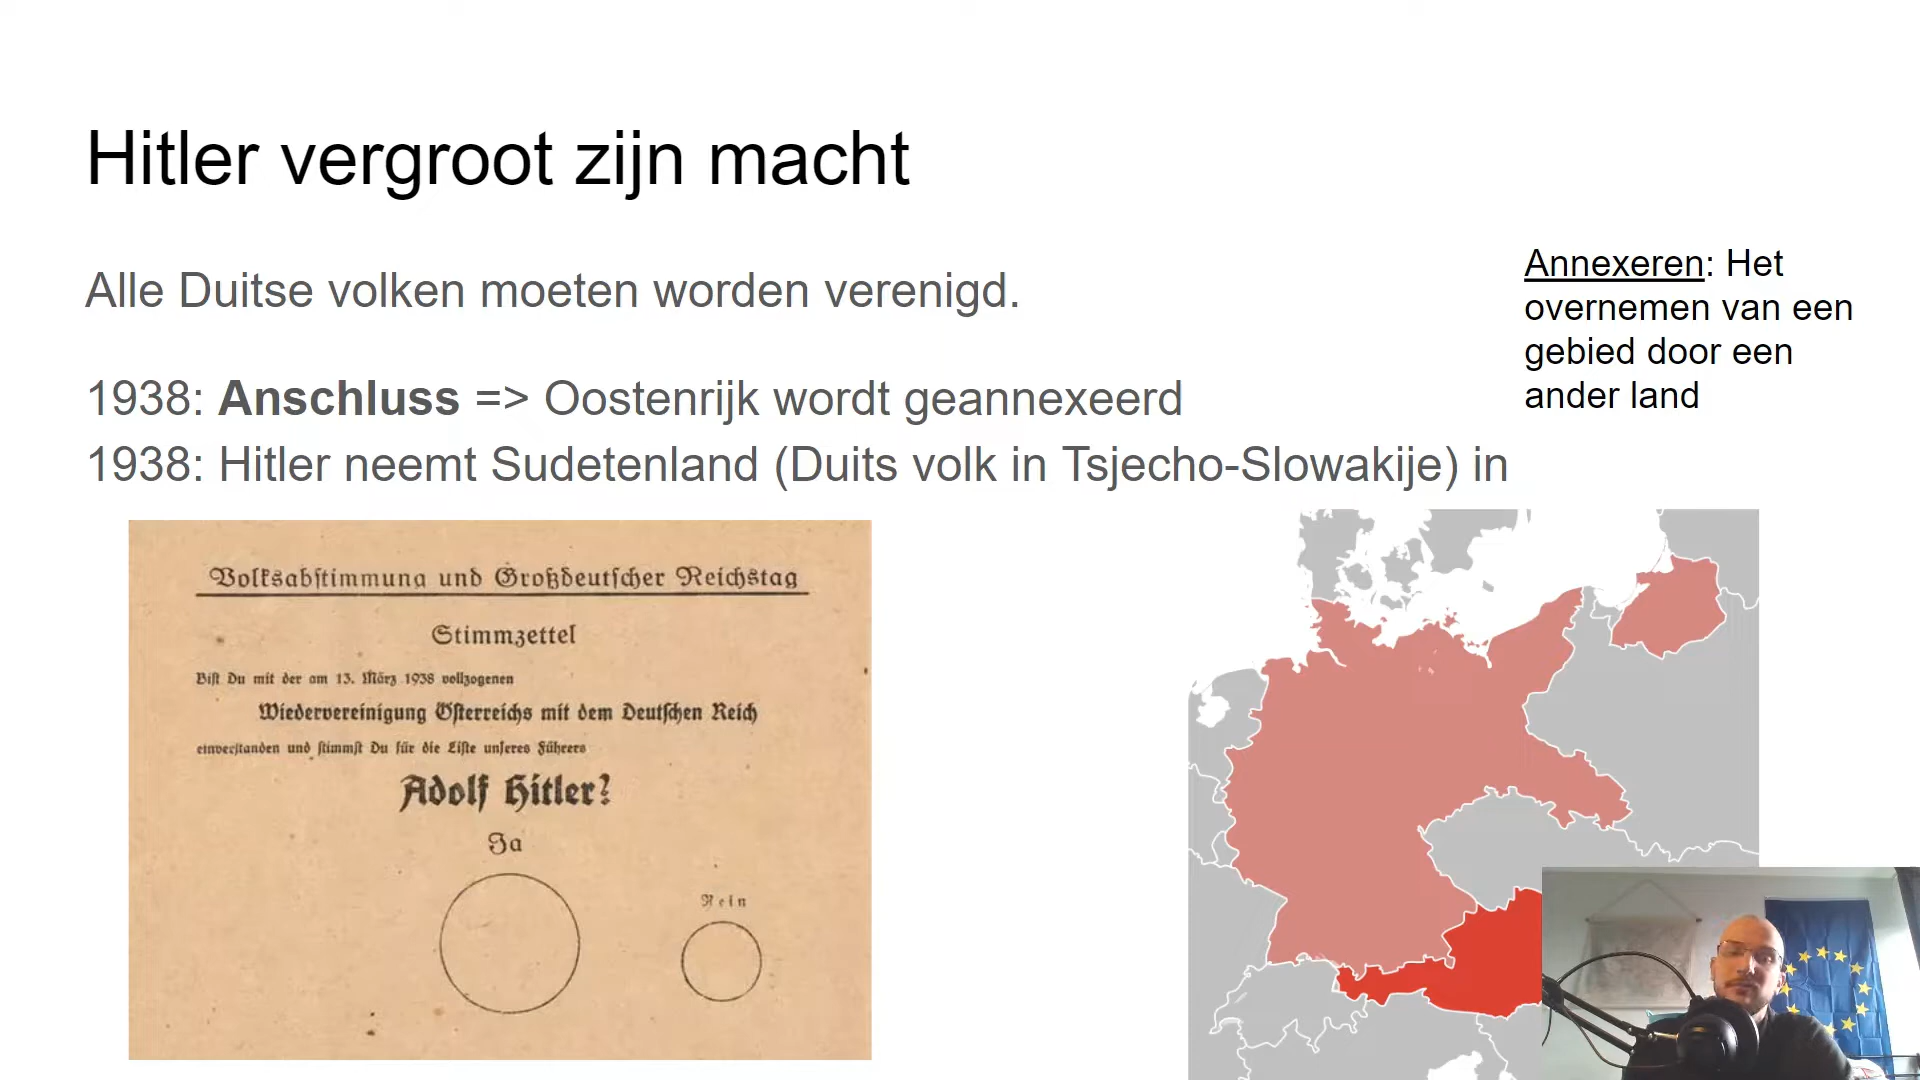 Hitler vergroot zijn macht
Alle Duitse volken moeten worden verenigd.
1938: Anschluss => Oostenrijk wordt geannexeerd
1938: Hitler neemt Sudetenland (Duits volk in Tsjecho-Slowakije) in
Annexeren: Het
overnemen van een
gebied door een
ander land
Volksabstimmung und Großdeutscher Reichstag
Stimmzettel
Bist Du mit der am 13. März 1938 vollzogenen
Wiedervereinigung Österreichs mit dem Deutschen Reich
einverstanden und stimmst Du für die Liste unseres Führers
Adolf Hitler?
Ja
Nein